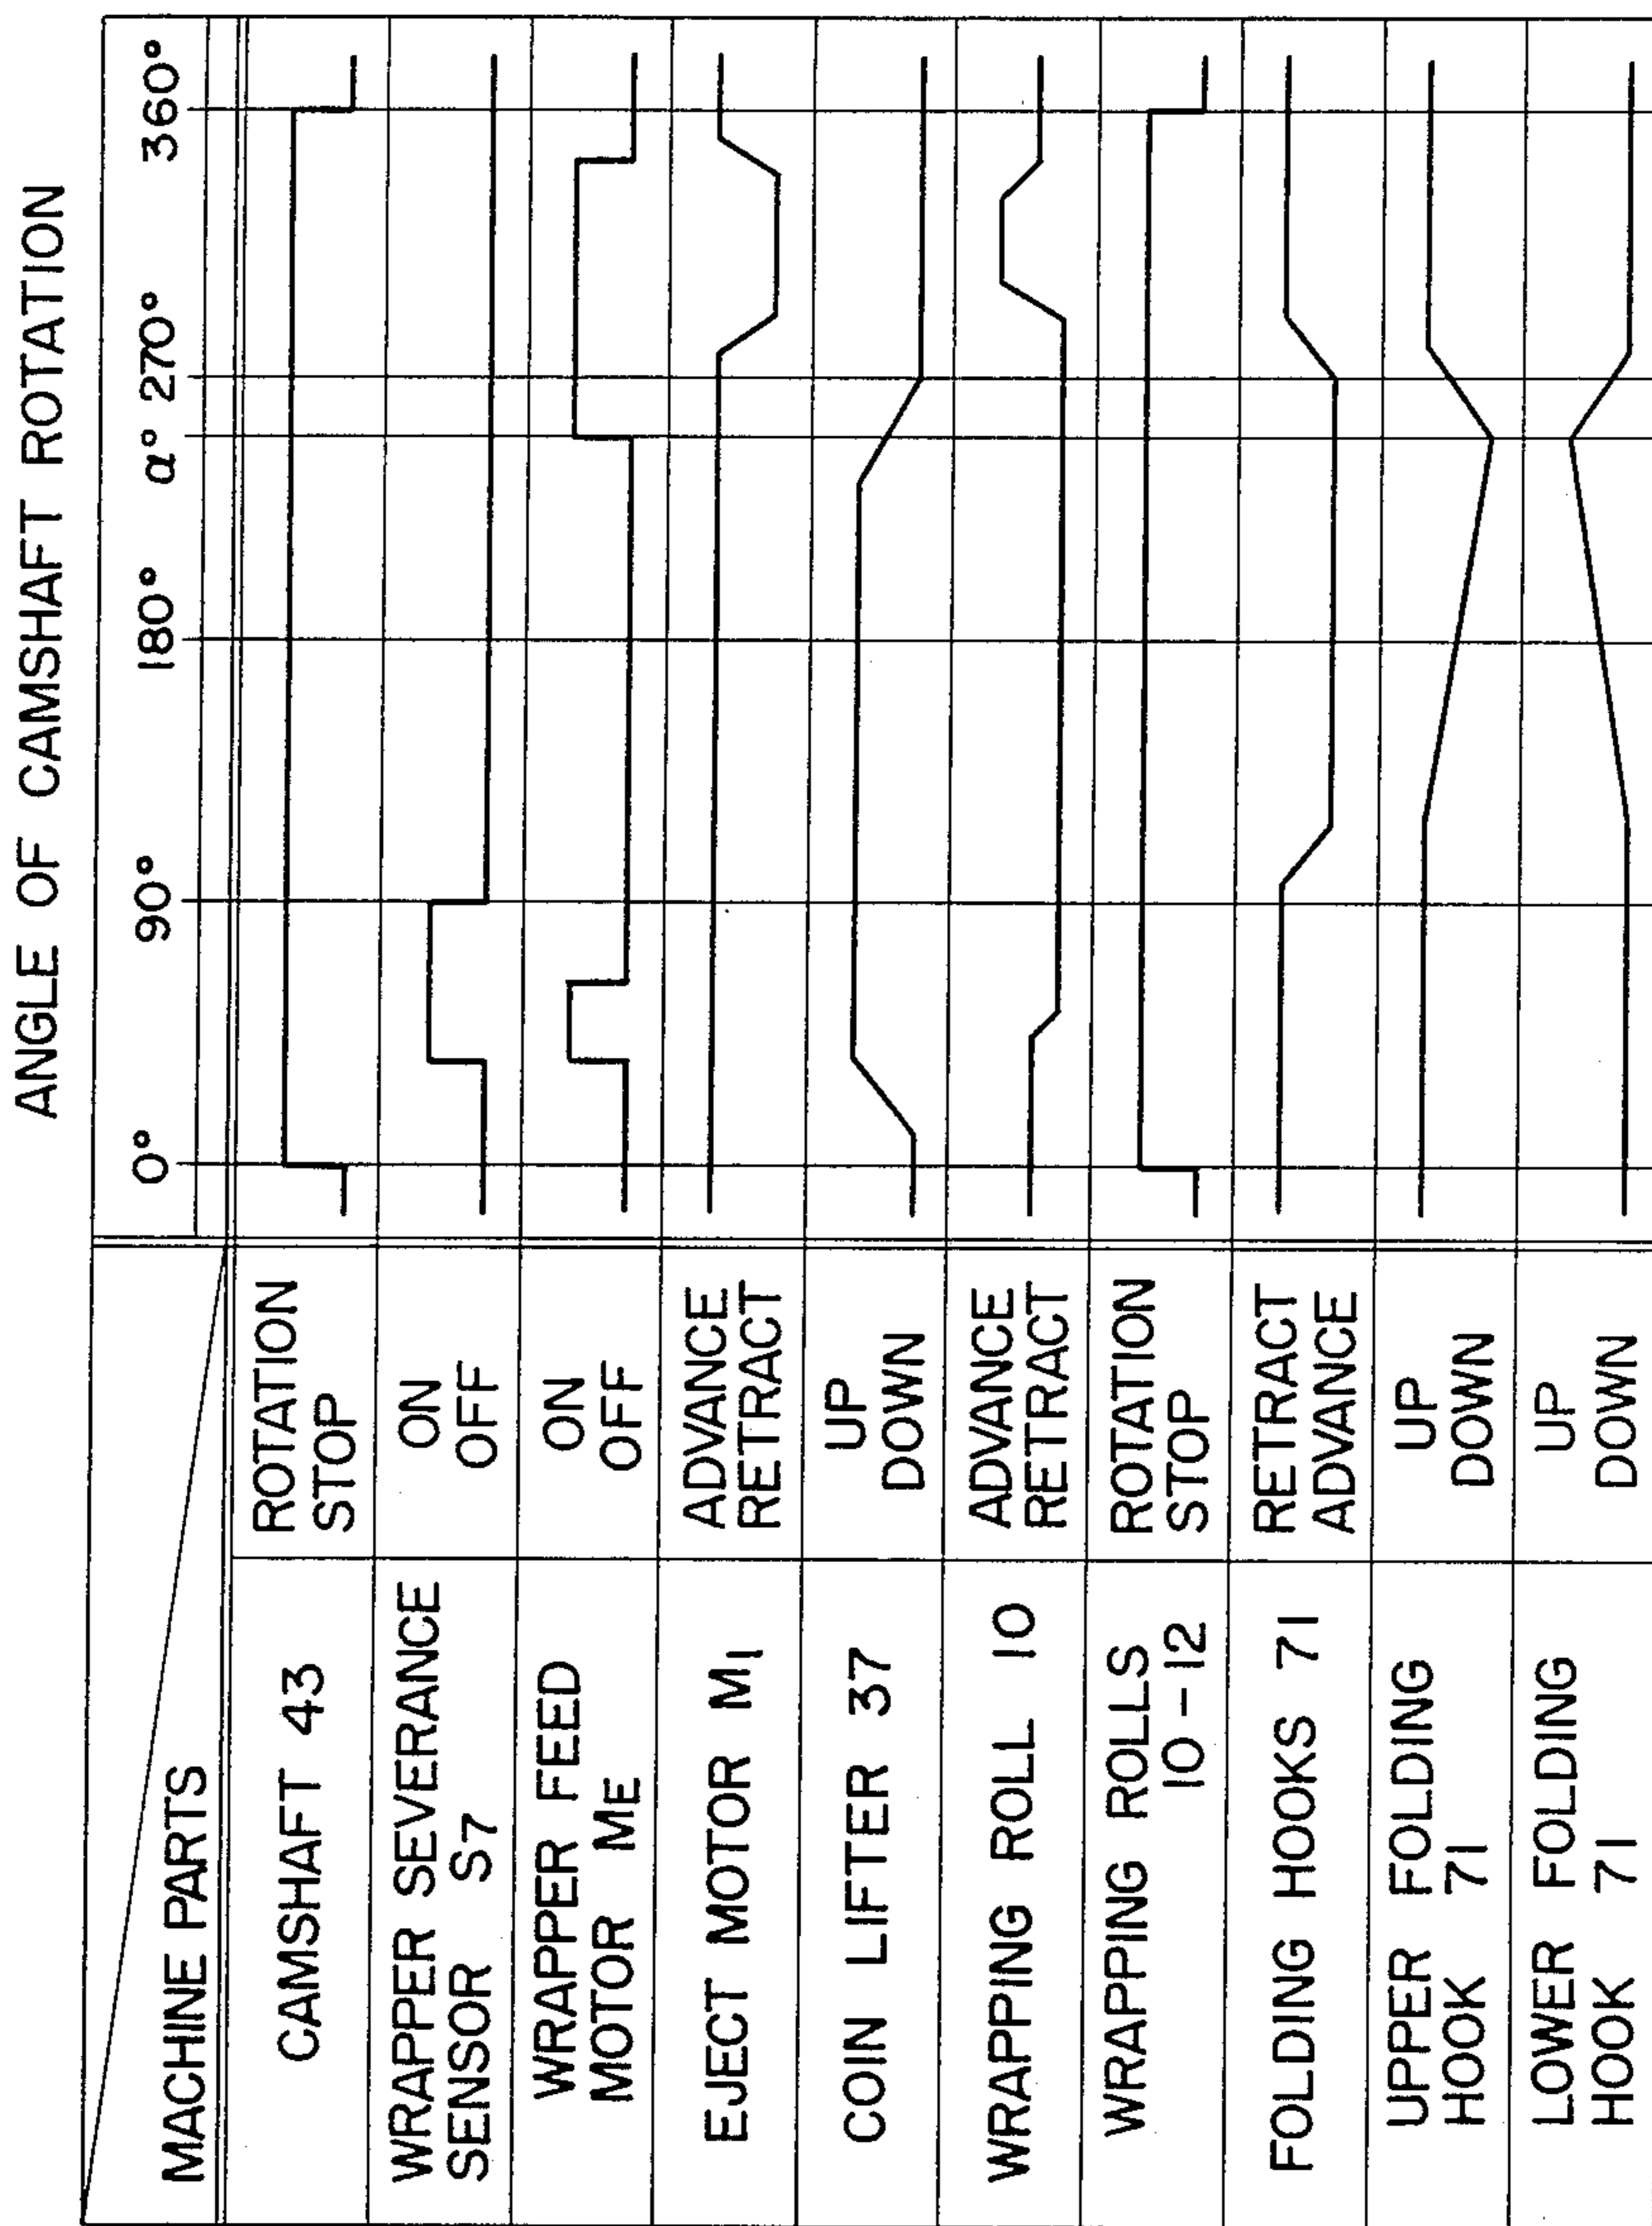 ANGLE OF CAMSHAFT ROTATION
MACHINE PARTS
0° 90° 180° α° 270° 360°
CAMSHAFT 43
ROTATION
STOP
WRAPPER SEVERANCE
SENSOR S7
ON
OFF
WRAPPER FEED
MOTOR ME
ON
OFF
EJECT MOTOR M1
ADVANCE
RETRACT
COIN LIFTER 37
UP
DOWN
WRAPPING ROLL 10
ADVANCE
RETRACT
WRAPPING ROLLS
10-12
ROTATION
STOP
FOLDING HOOKS 71
RETRACT
ADVANCE
UPPER FOLDING
HOOK 71
UP
DOWN
LOWER FOLDING
HOOK 71
UP
DOWN